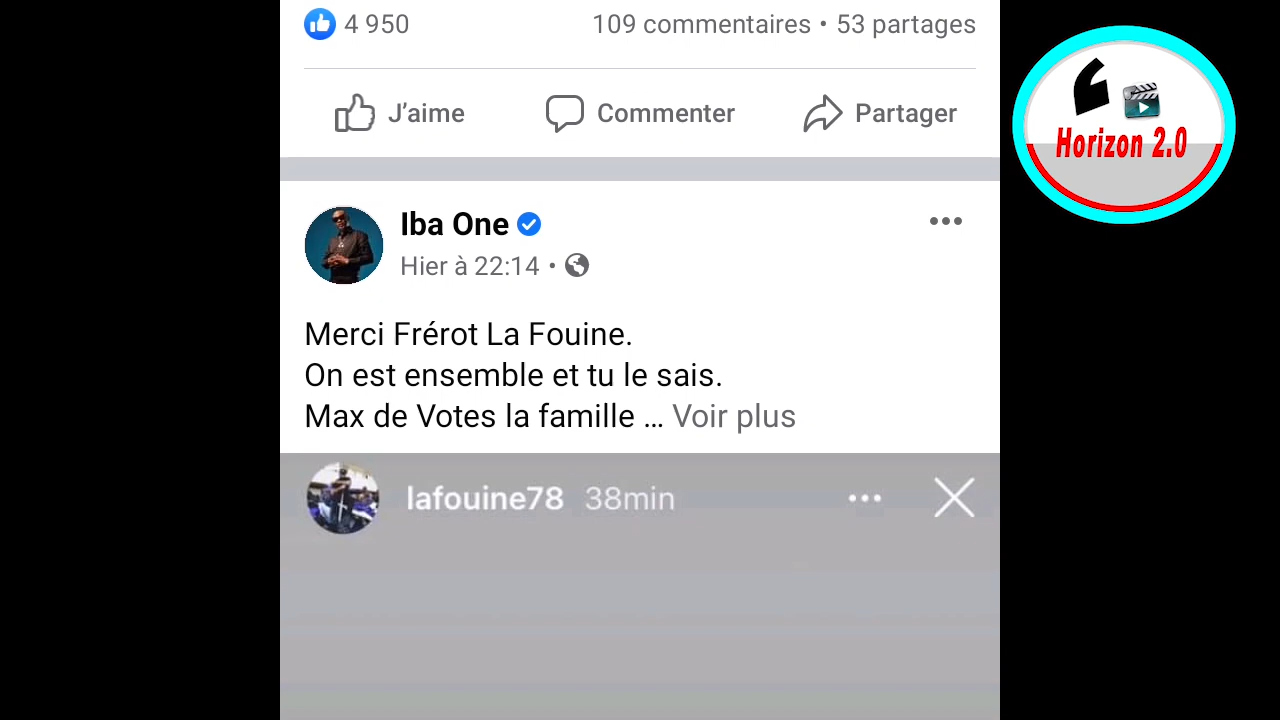 4 950
109 commentaires • 53 partages
J’aime
Commenter
Partager
Horizon 2.0
Iba One
Hier à 22:14 •
Merci Frérot La Fouine.
On est ensemble et tu le sais.
Max de Votes la famille ... Voir plus
lafouine78 38min